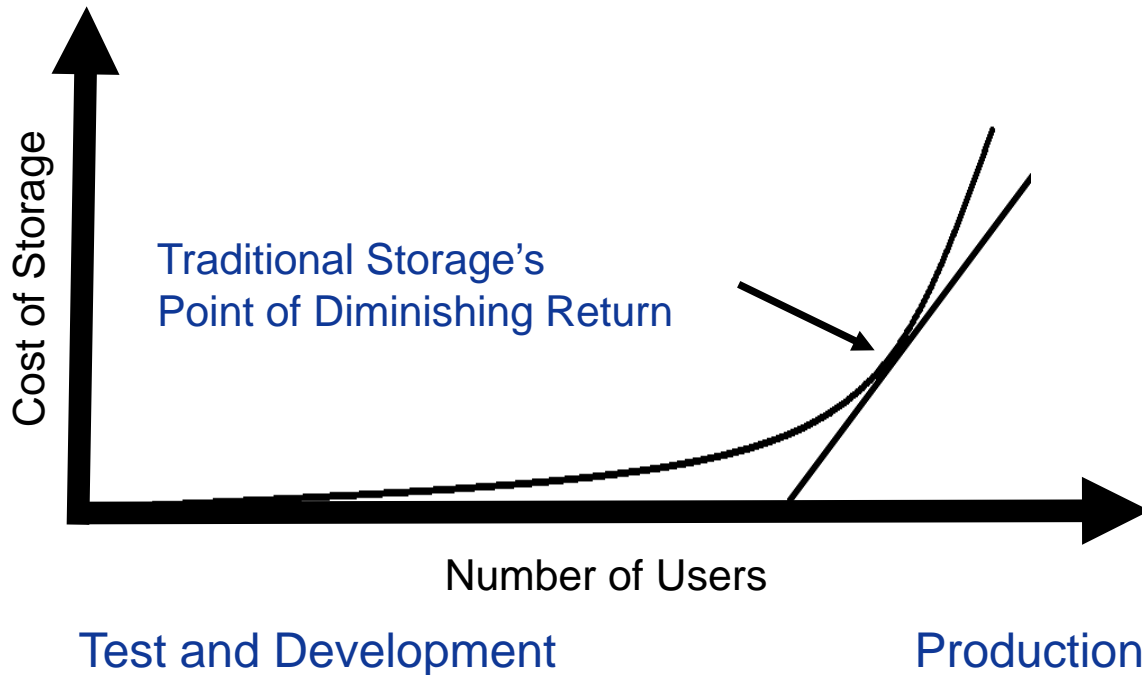 Cost of Storage
Traditional Storage’s
Point of Diminishing Return
Number of Users
Test and Development
Production